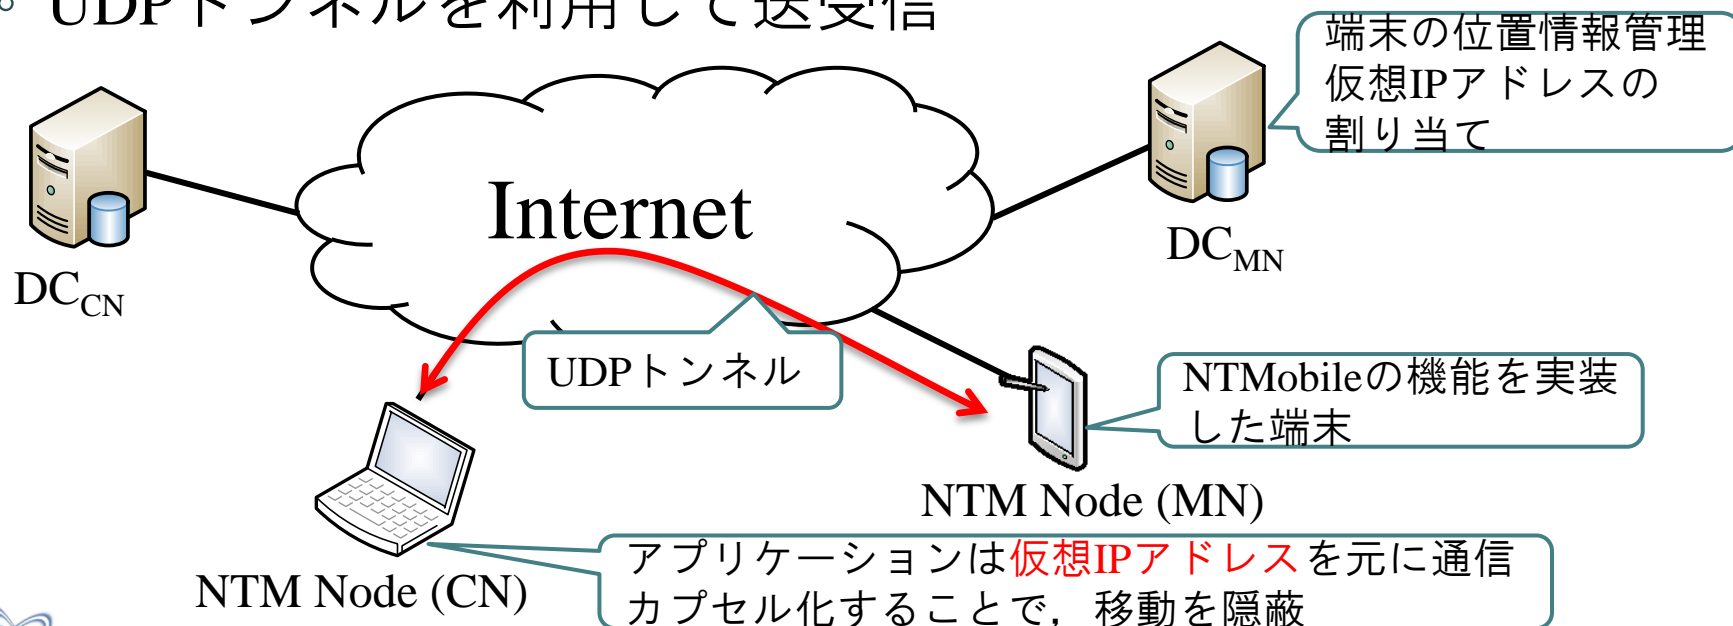 UDPトンネルを利用して送受信
端末の位置情報管理
仮想IPアドレスの
割り当て
Internet
DCMN
DCCN
UDPトンネル
NTMobileの機能を実装
した端末
NTM Node (MN)
アプリケーションは仮想IPアドレスを元に通信
カプセル化することで，移動を隠蔽
NTM Node (CN)